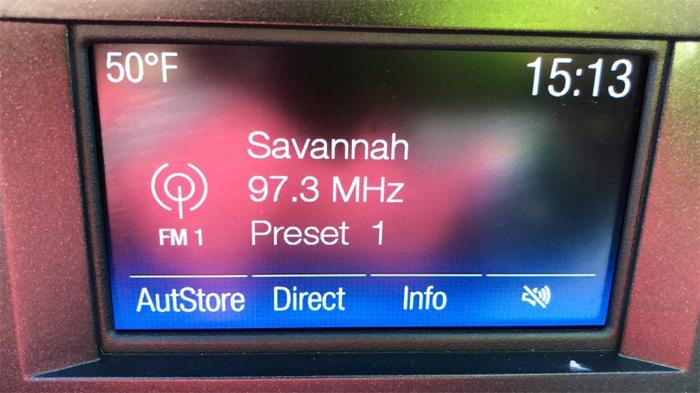 50°F 15:13
Savannah
97.3 MHz
FM 1 Preset 1
AutStore Direct Info